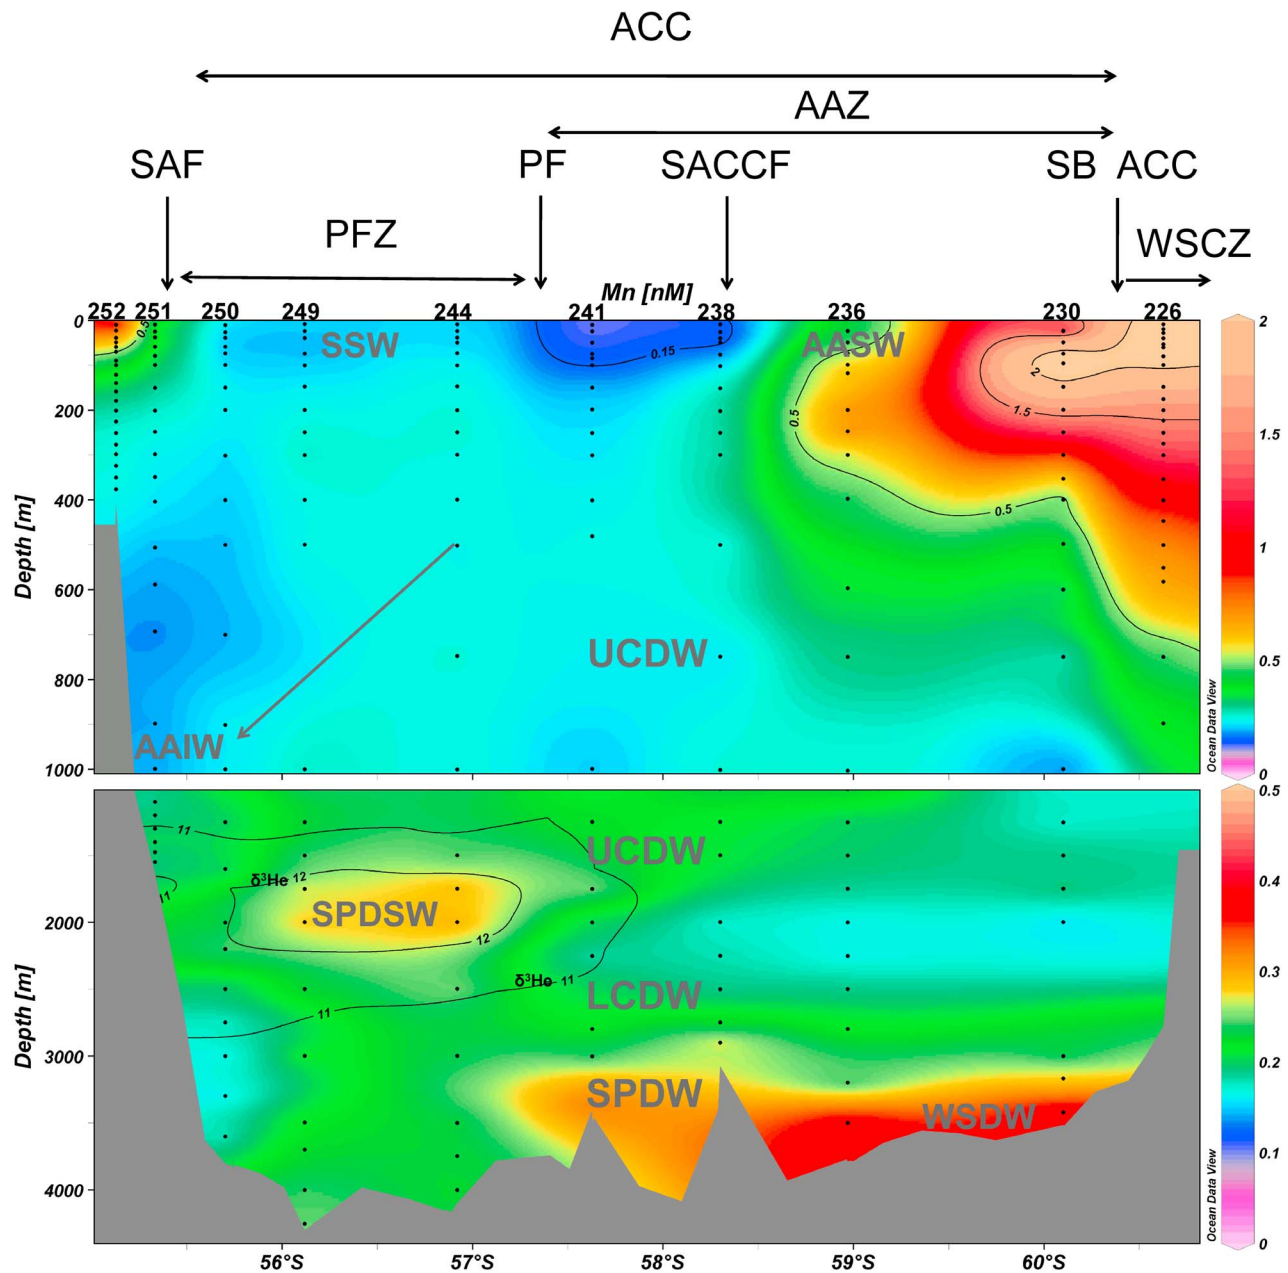 ACC
AAZ
SAF PF SACCF SB ACC
PFZ
WSCZ
Mn [nM]
252 251 250 249 244 241 238 236 230 226
0
200
400
600
800
1000
Depth [m]
SSW
AASW
UCDW
AAIW
0.5
0.15
0.5
0.5
2
1.5
2
1.5
1
0.5
0
Ocean Data View
2000
3000
4000
Depth [m]
11
11
δ³He 12
12
δ³He 11
11
UCDW
SPDSW
LCDW
SPDW
WSDW
0.5
0.4
0.3
0.2
0.1
0
Ocean Data View
56°S 57°S 58°S 59°S 60°S